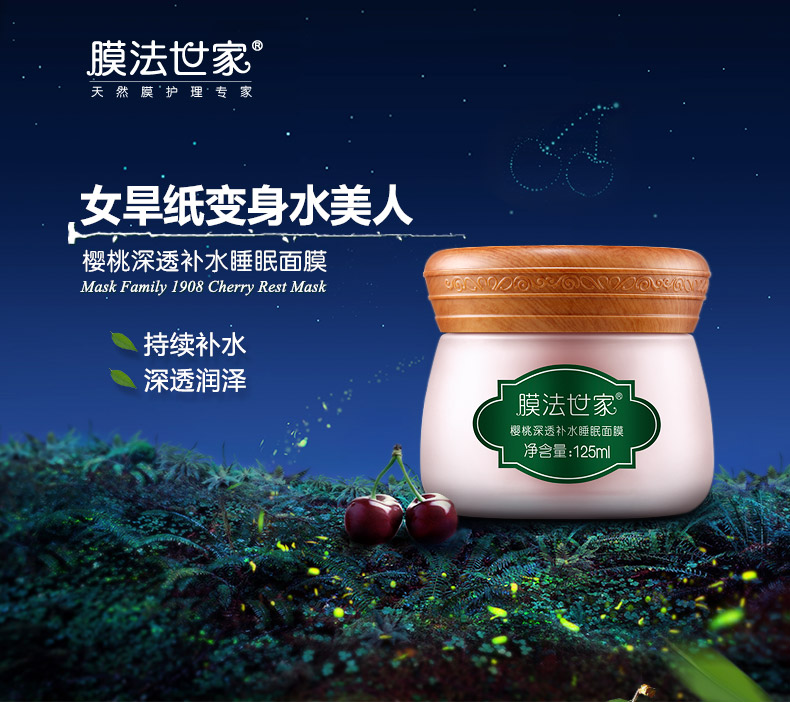 膜法世家®
天然膜护理专家
女旱纸变身水美人
樱桃深透补水睡眠面膜
Mask Family 1908 Cherry Rest Mask
持续补水
深透润泽
膜法世家®
樱桃深透补水睡眠面膜
净含量:125ml